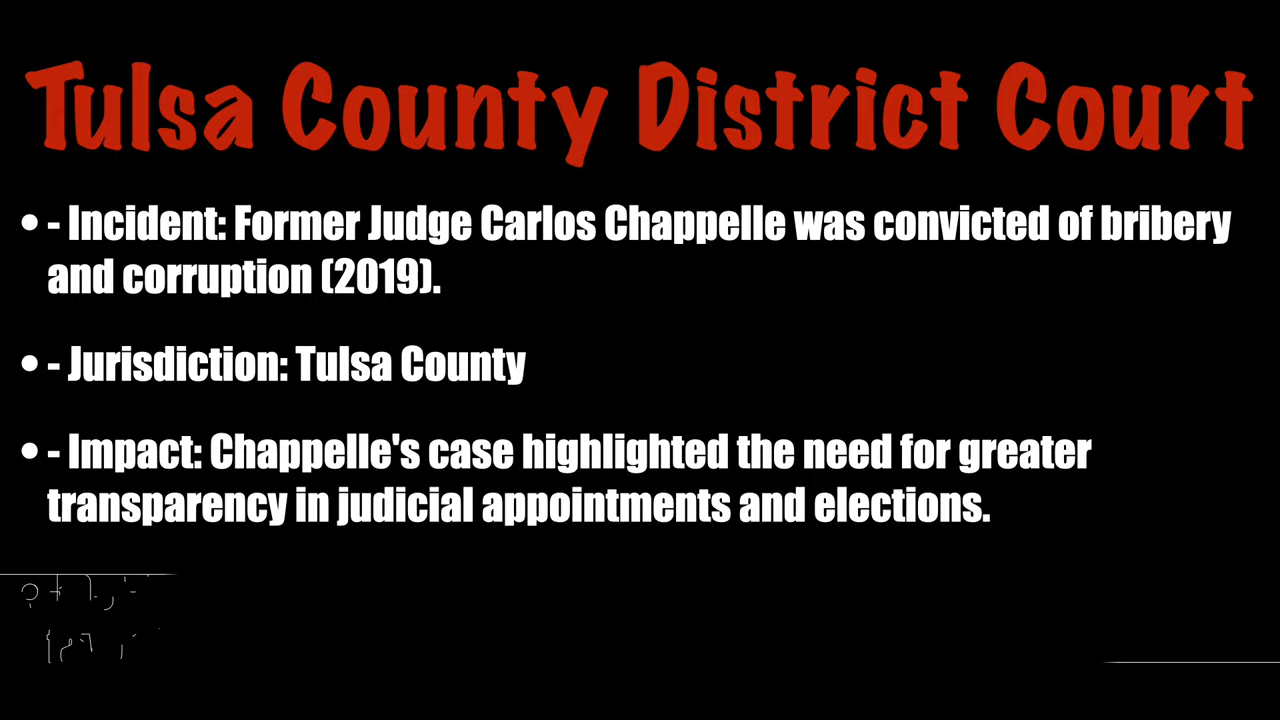 Tulsa County District Court
• - Incident: Former Judge Carlos Chappelle was convicted of bribery
and corruption (2019).
• - Jurisdiction: Tulsa County
• - Impact: Chappelle's case highlighted the need for greater
transparency in judicial appointments and elections.